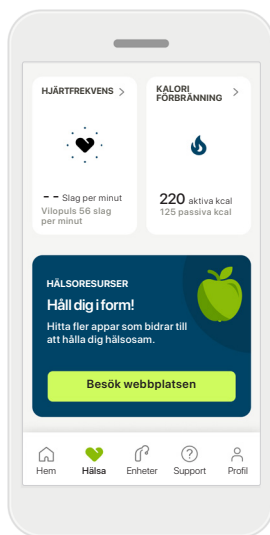 HJÄRTFREKVENS >
KALORI
FÖRBRÄNNING >
– – Slag per minut
Vilopuls 56 slag
per minut
220 aktiva kcal
125 passiva kcal
HÄLSORESURSER
Håll dig i form!
Hitta fler appar som bidrar till
att hålla dig hälsosam.
Besök webbplatsen
Hem Hälsa Enheter Support Profil